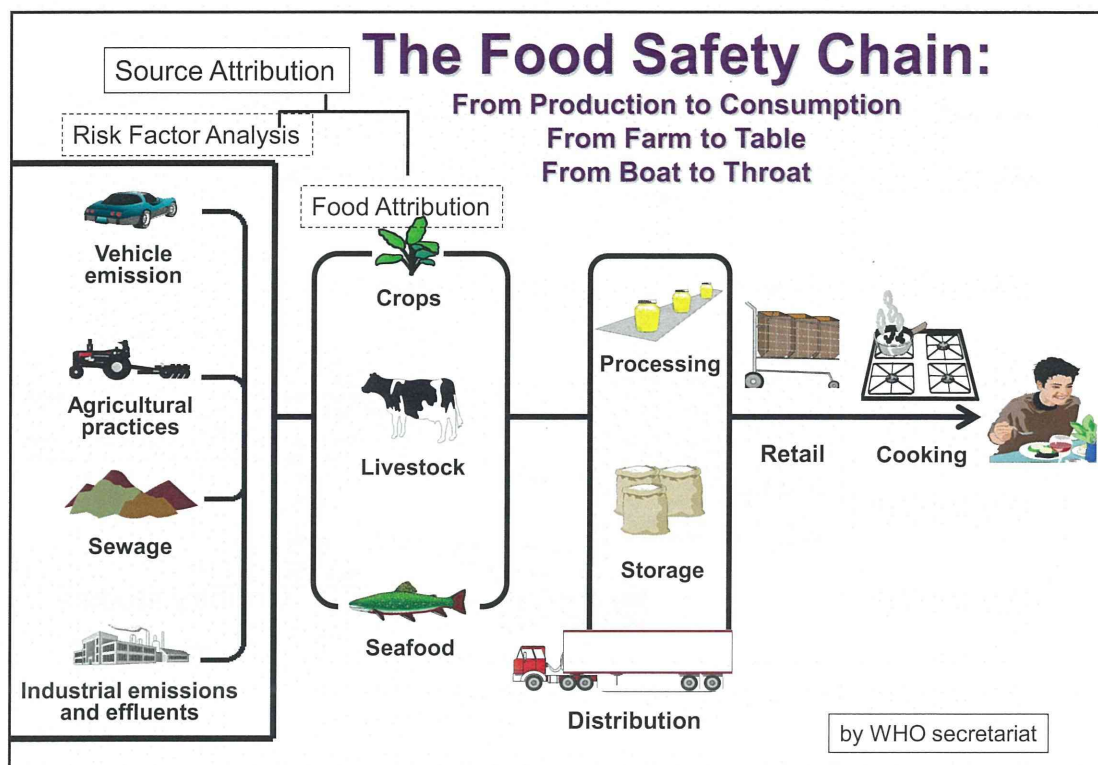 The Food Safety Chain:
From Production to Consumption
From Farm to Table
From Boat to Throat
Source Attribution
Risk Factor Analysis
Food Attribution
Vehicle
emission
Agricultural
practices
Sewage
Industrial emissions
and effluents
Crops
Livestock
Seafood
Processing
Storage
Distribution
Retail
Cooking
by WHO secretariat